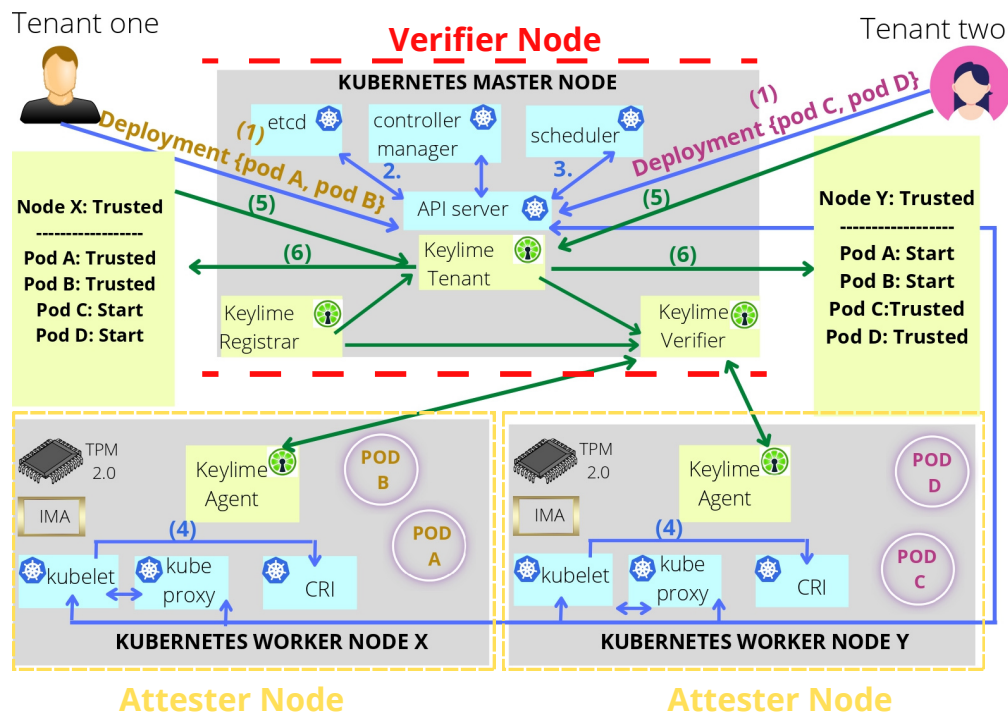 Tenant one
Tenant two
Verifier Node
KUBERNETES MASTER NODE
(1)
Deployment {pod A, pod B}
etcd
controller
manager
scheduler
(1)
Deployment {pod C, pod D}
2.
3.
API server
(5)
(5)
Keylime
Tenant
(6)
(6)
Keylime
Registrar
Keylime
Verifier
Node X: Trusted
------------------
Pod A: Trusted
Pod B: Trusted
Pod C: Start
Pod D: Start
Node Y: Trusted
------------------
Pod A: Start
Pod B: Start
Pod C:Trusted
Pod D: Trusted
TPM
2.0
IMA
Keylime
Agent
POD
B
POD
A
(4)
kubelet
kube
proxy
CRI
KUBERNETES WORKER NODE X
Attester Node
TPM
2.0
IMA
Keylime
Agent
POD
D
POD
C
(4)
kubelet
kube
proxy
CRI
KUBERNETES WORKER NODE Y
Attester Node